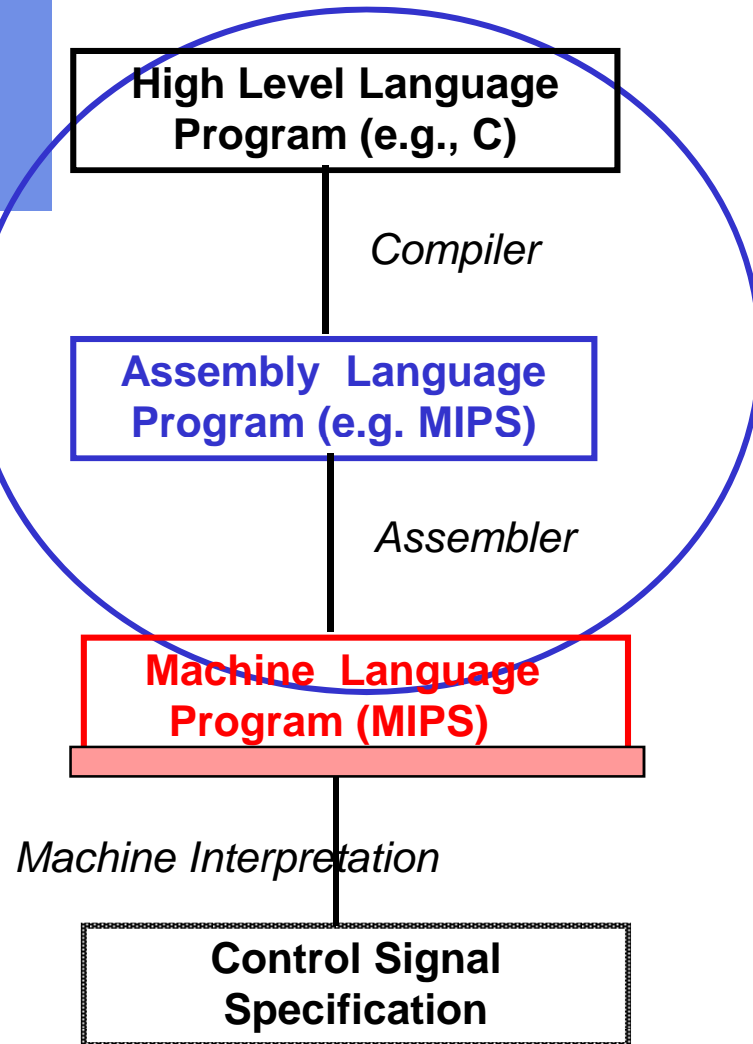 High Level Language
Program (e.g., C)
Compiler
Assembly Language
Program (e.g. MIPS)
Assembler
Machine Language
Program (MIPS)
Machine Interpretation
Control Signal
Specification